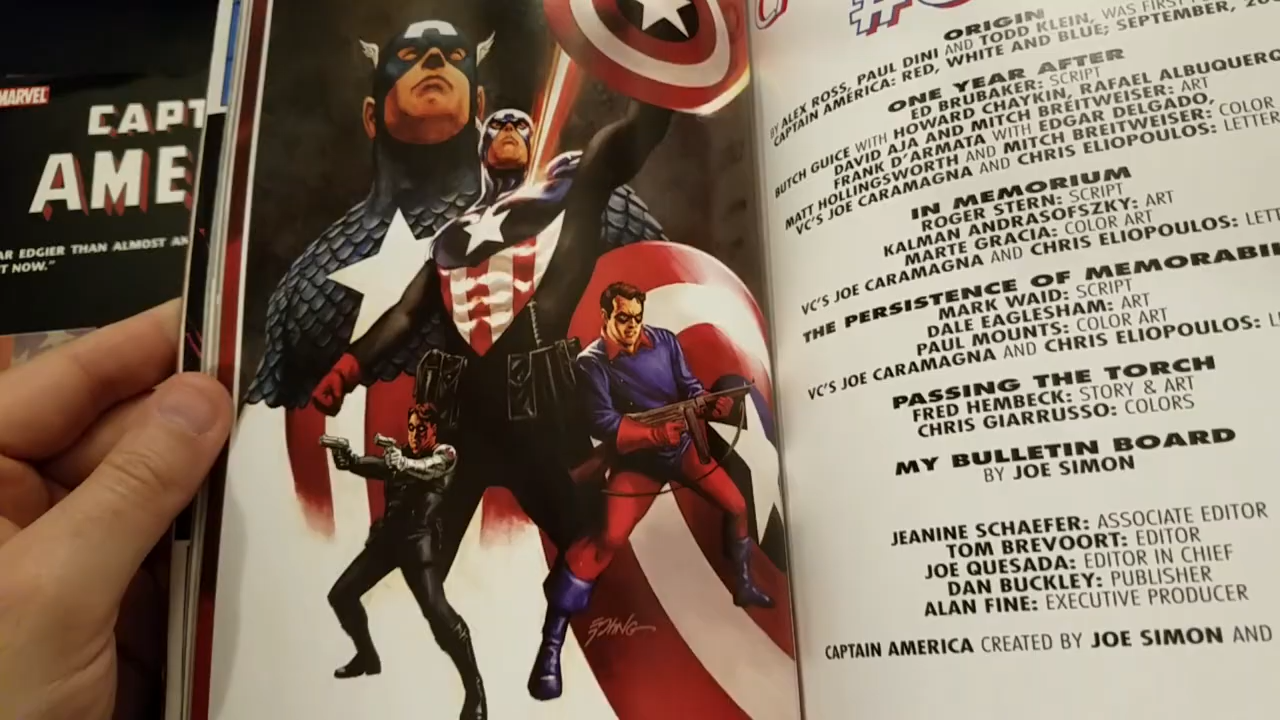 MARVEL
CAPT
AME
AR EDGIER THAN ALMOST AN
T NOW."
ORIGIN
BY ALEX ROSS, PAUL DINI AND TODD KLEIN, WAS FIRST
CAPTAIN AMERICA: RED, WHITE AND BLUE; SEPTEMBER,
ONE YEAR AFTER
ED BRUBAKER: SCRIPT
BUTCH GUICE WITH HOWARD CHAYKIN, RAFAEL ALBUQUERQ
DAVID AJA AND MITCH BREITWEISER: ART
FRANK D'ARMATA WITH EDGAR DELGADO,
MATT HOLLINGSWORTH AND MITCH BREITWEISER: COLOR
VC'S JOE CARAMAGNA AND CHRIS ELIOPOULOS: LETTER
IN MEMORIUM
ROGER STERN: SCRIPT
KALMAN ANDRASOFSZKY: ART
MARTE GRACIA: COLOR ART
VC'S JOE CARAMAGNA AND CHRIS ELIOPOULOS: LETT
THE PERSISTENCE OF MEMORABI
MARK WAID: SCRIPT
DALE EAGLESHAM: ART
PAUL MOUNTS: COLOR ART
VC'S JOE CARAMAGNA AND CHRIS ELIOPOULOS: LE
PASSING THE TORCH
FRED HEMBECK: STORY & ART
CHRIS GIARRUSSO: COLORS
MY BULLETIN BOARD
BY JOE SIMON
JEANINE SCHAEFER: ASSOCIATE EDITOR
TOM BREVOORT: EDITOR
JOE QUESADA: EDITOR IN CHIEF
DAN BUCKLEY: PUBLISHER
ALAN FINE: EXECUTIVE PRODUCER
CAPTAIN AMERICA CREATED BY JOE SIMON AND